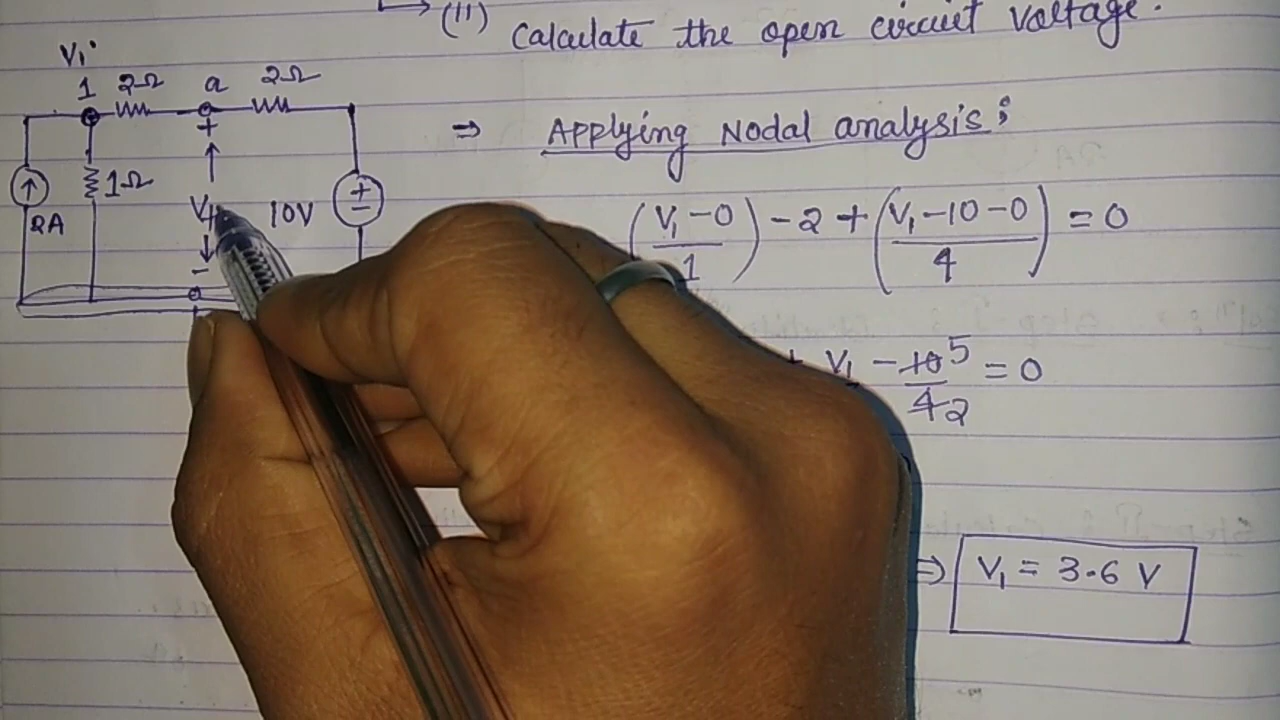 (II) Calculate the open circuit voltage.
V₁
1 2Ω a 2Ω
+
⇒ Applying Nodal analysis:
1Ω
+
−
2A
10V
−
(V₁ − 0 / 1) − 2 + (V₁ − 10 − 0 / 4) = 0
V₁ − 10 5 / 4 2 = 0
⇒ V₁ = 3.6 V